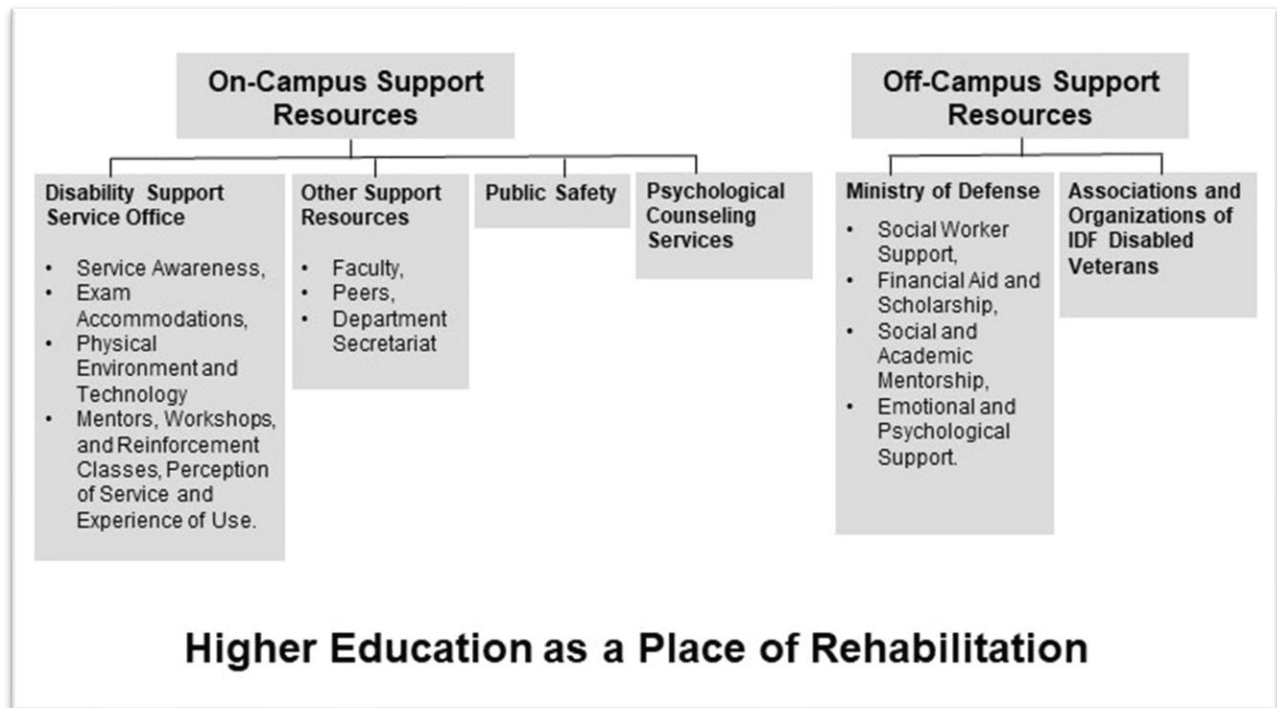 On-Campus Support
Resources
Off-Campus Support
Resources
Disability Support
Service Office
• Service Awareness,
• Exam
Accommodations,
• Physical
Environment and
Technology
• Mentors, Workshops,
and Reinforcement
Classes, Perception
of Service and
Experience of Use.
Other Support
Resources
• Faculty,
• Peers,
• Department
Secretariat
Public Safety
Psychological
Counseling
Services
Ministry of Defense
• Social Worker
Support,
• Financial Aid and
Scholarship,
• Social and
Academic
Mentorship,
• Emotional and
Psychological
Support.
Associations and
Organizations of
IDF Disabled
Veterans
Higher Education as a Place of Rehabilitation